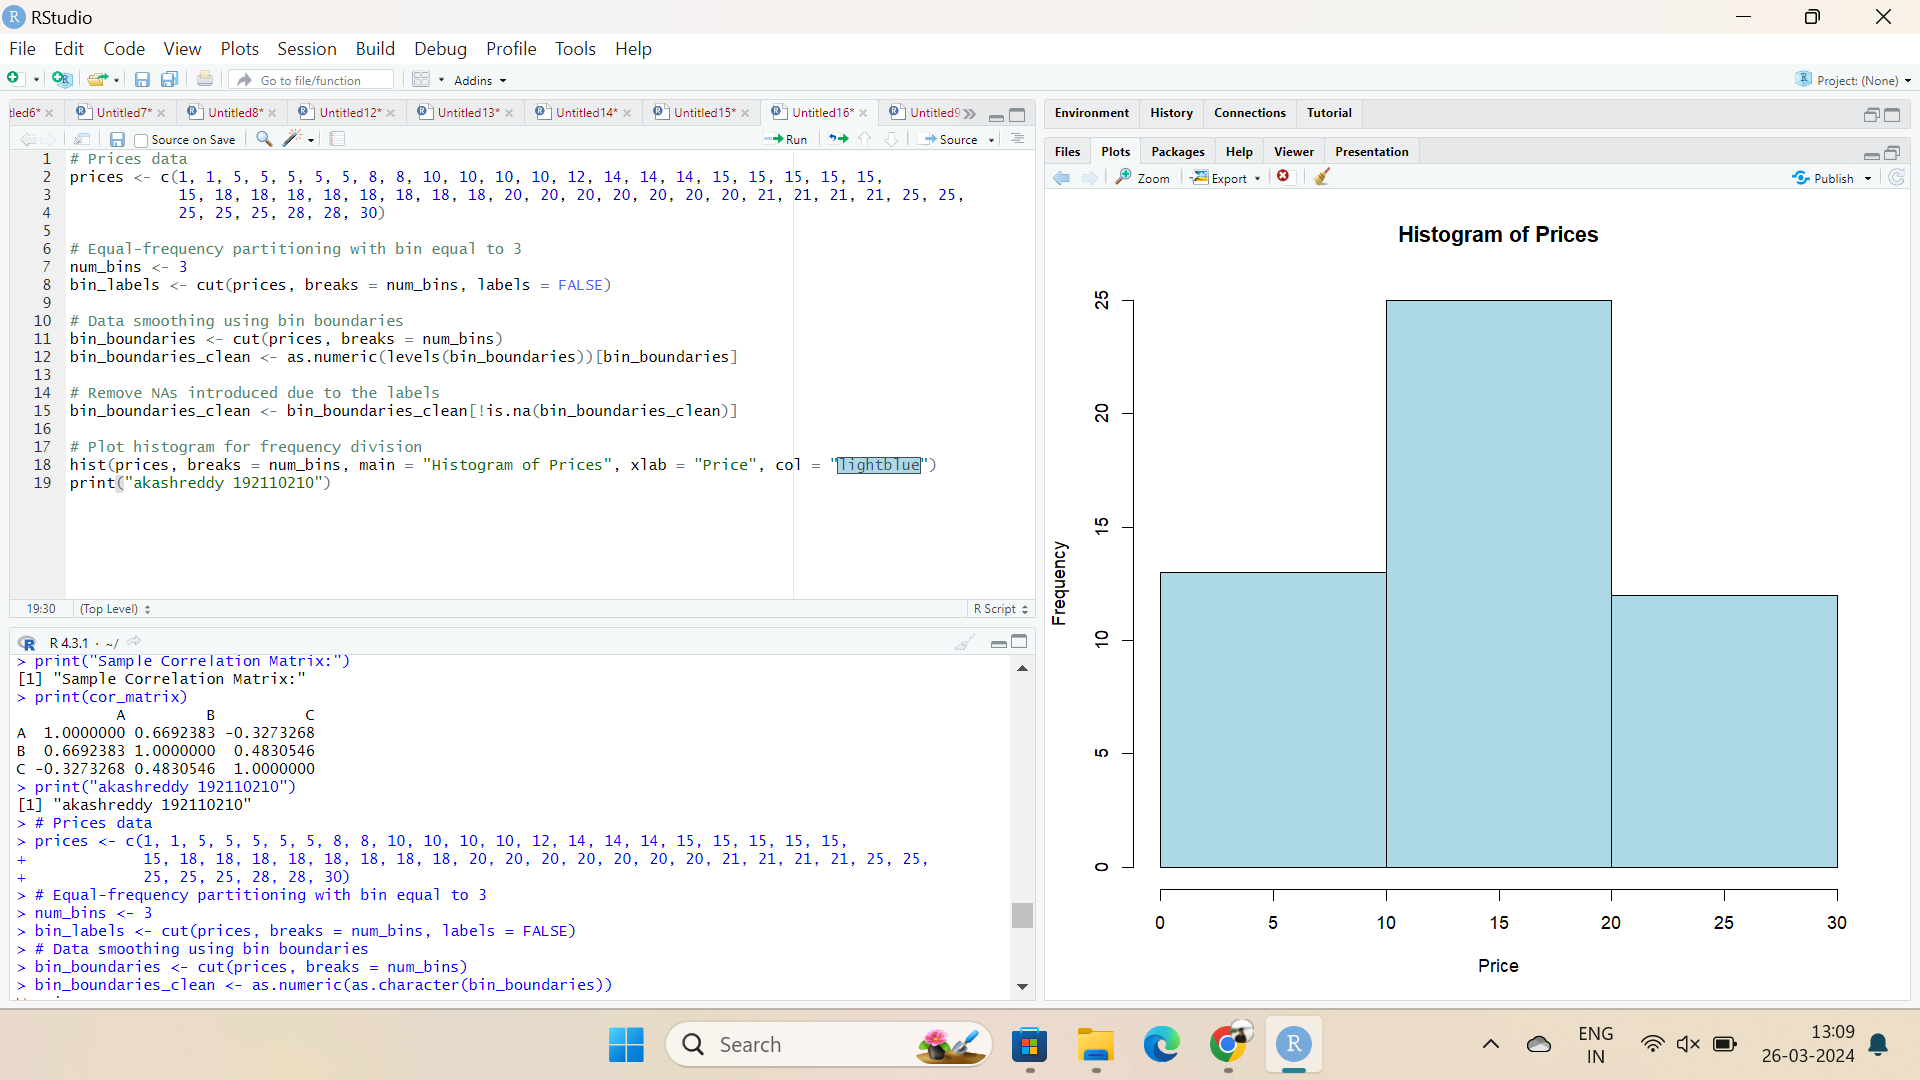 RStudio
File Edit Code View Plots Session Build Debug Profile Tools Help
Go to file/function Addins Project: (None)
tled6* Untitled7* Untitled8* Untitled12* Untitled13* Untitled14* Untitled15* Untitled16* Untitled9
Source on Save Run Source
1 # Prices data
2 prices <- c(1, 1, 5, 5, 5, 5, 5, 8, 8, 10, 10, 10, 10, 12, 14, 14, 14, 15, 15, 15, 15, 15,
3 15, 18, 18, 18, 18, 18, 18, 18, 18, 20, 20, 20, 20, 20, 20, 20, 21, 21, 21, 21, 25, 25,
4 25, 25, 25, 28, 28, 30)
5
6 # Equal-frequency partitioning with bin equal to 3
7 num_bins <- 3
8 bin_labels <- cut(prices, breaks = num_bins, labels = FALSE)
9
10 # Data smoothing using bin boundaries
11 bin_boundaries <- cut(prices, breaks = num_bins)
12 bin_boundaries_clean <- as.numeric(levels(bin_boundaries))[bin_boundaries]
13
14 # Remove NAs introduced due to the labels
15 bin_boundaries_clean <- bin_boundaries_clean[!is.na(bin_boundaries_clean)]
16
17 # Plot histogram for frequency division
18 hist(prices, breaks = num_bins, main = "Histogram of Prices", xlab = "Price", col = "lightblue")
19 print("akashreddy 192110210")
19:30 (Top Level) R Script
R 4.3.1 · ~/
> print("Sample Correlation Matrix:")
[1] "Sample Correlation Matrix:"
> print(cor_matrix)
A B C
A 1.0000000 0.6692383 -0.3273268
B 0.6692383 1.0000000 0.4830546
C -0.3273268 0.4830546 1.0000000
> print("akashreddy 192110210")
[1] "akashreddy 192110210"
> # Prices data
> prices <- c(1, 1, 5, 5, 5, 5, 5, 8, 8, 10, 10, 10, 10, 12, 14, 14, 14, 15, 15, 15, 15, 15,
+ 15, 18, 18, 18, 18, 18, 18, 18, 18, 20, 20, 20, 20, 20, 20, 20, 21, 21, 21, 21, 25, 25,
+ 25, 25, 25, 28, 28, 30)
> # Equal-frequency partitioning with bin equal to 3
> num_bins <- 3
> bin_labels <- cut(prices, breaks = num_bins, labels = FALSE)
> # Data smoothing using bin boundaries
> bin_boundaries <- cut(prices, breaks = num_bins)
> bin_boundaries_clean <- as.numeric(as.character(bin_boundaries))
Environment History Connections Tutorial
Files Plots Packages Help Viewer Presentation
Zoom Export Publish
Histogram of Prices
25
20
15
10
5
0
Frequency
0 5 10 15 20 25 30
Price
Search
ENG
IN
13:09
26-03-2024